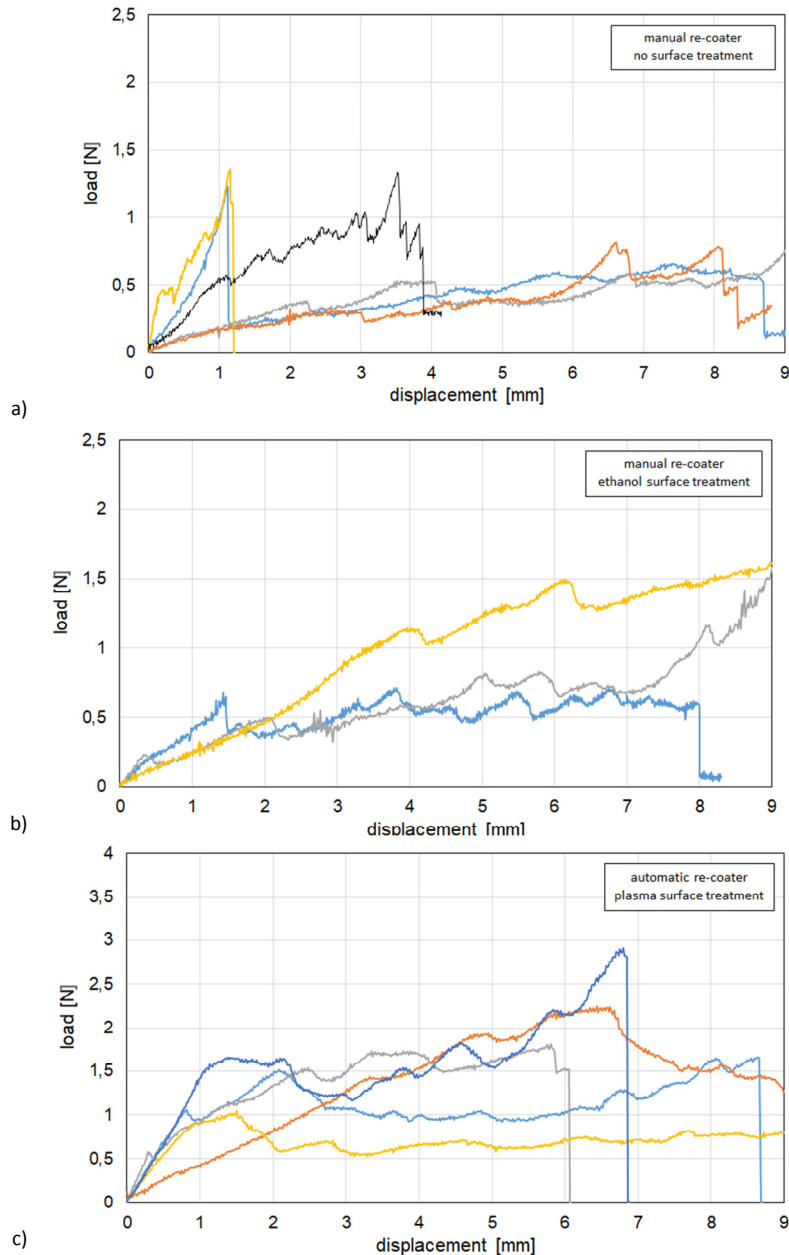 2,5
2
1,5
1
0,5
0
load [N]
manual re-coater
no surface treatment
0 1 2 3 4 5 6 7 8 9
displacement [mm]
a)
2,5
2
1,5
1
0,5
0
load [N]
manual re-coater
ethanol surface treatment
0 1 2 3 4 5 6 7 8 9
displacement [mm]
b)
4
3,5
3
2,5
2
1,5
1
0,5
0
load [N]
automatic re-coater
plasma surface treatment
0 1 2 3 4 5 6 7 8 9
displacement [mm]
c)